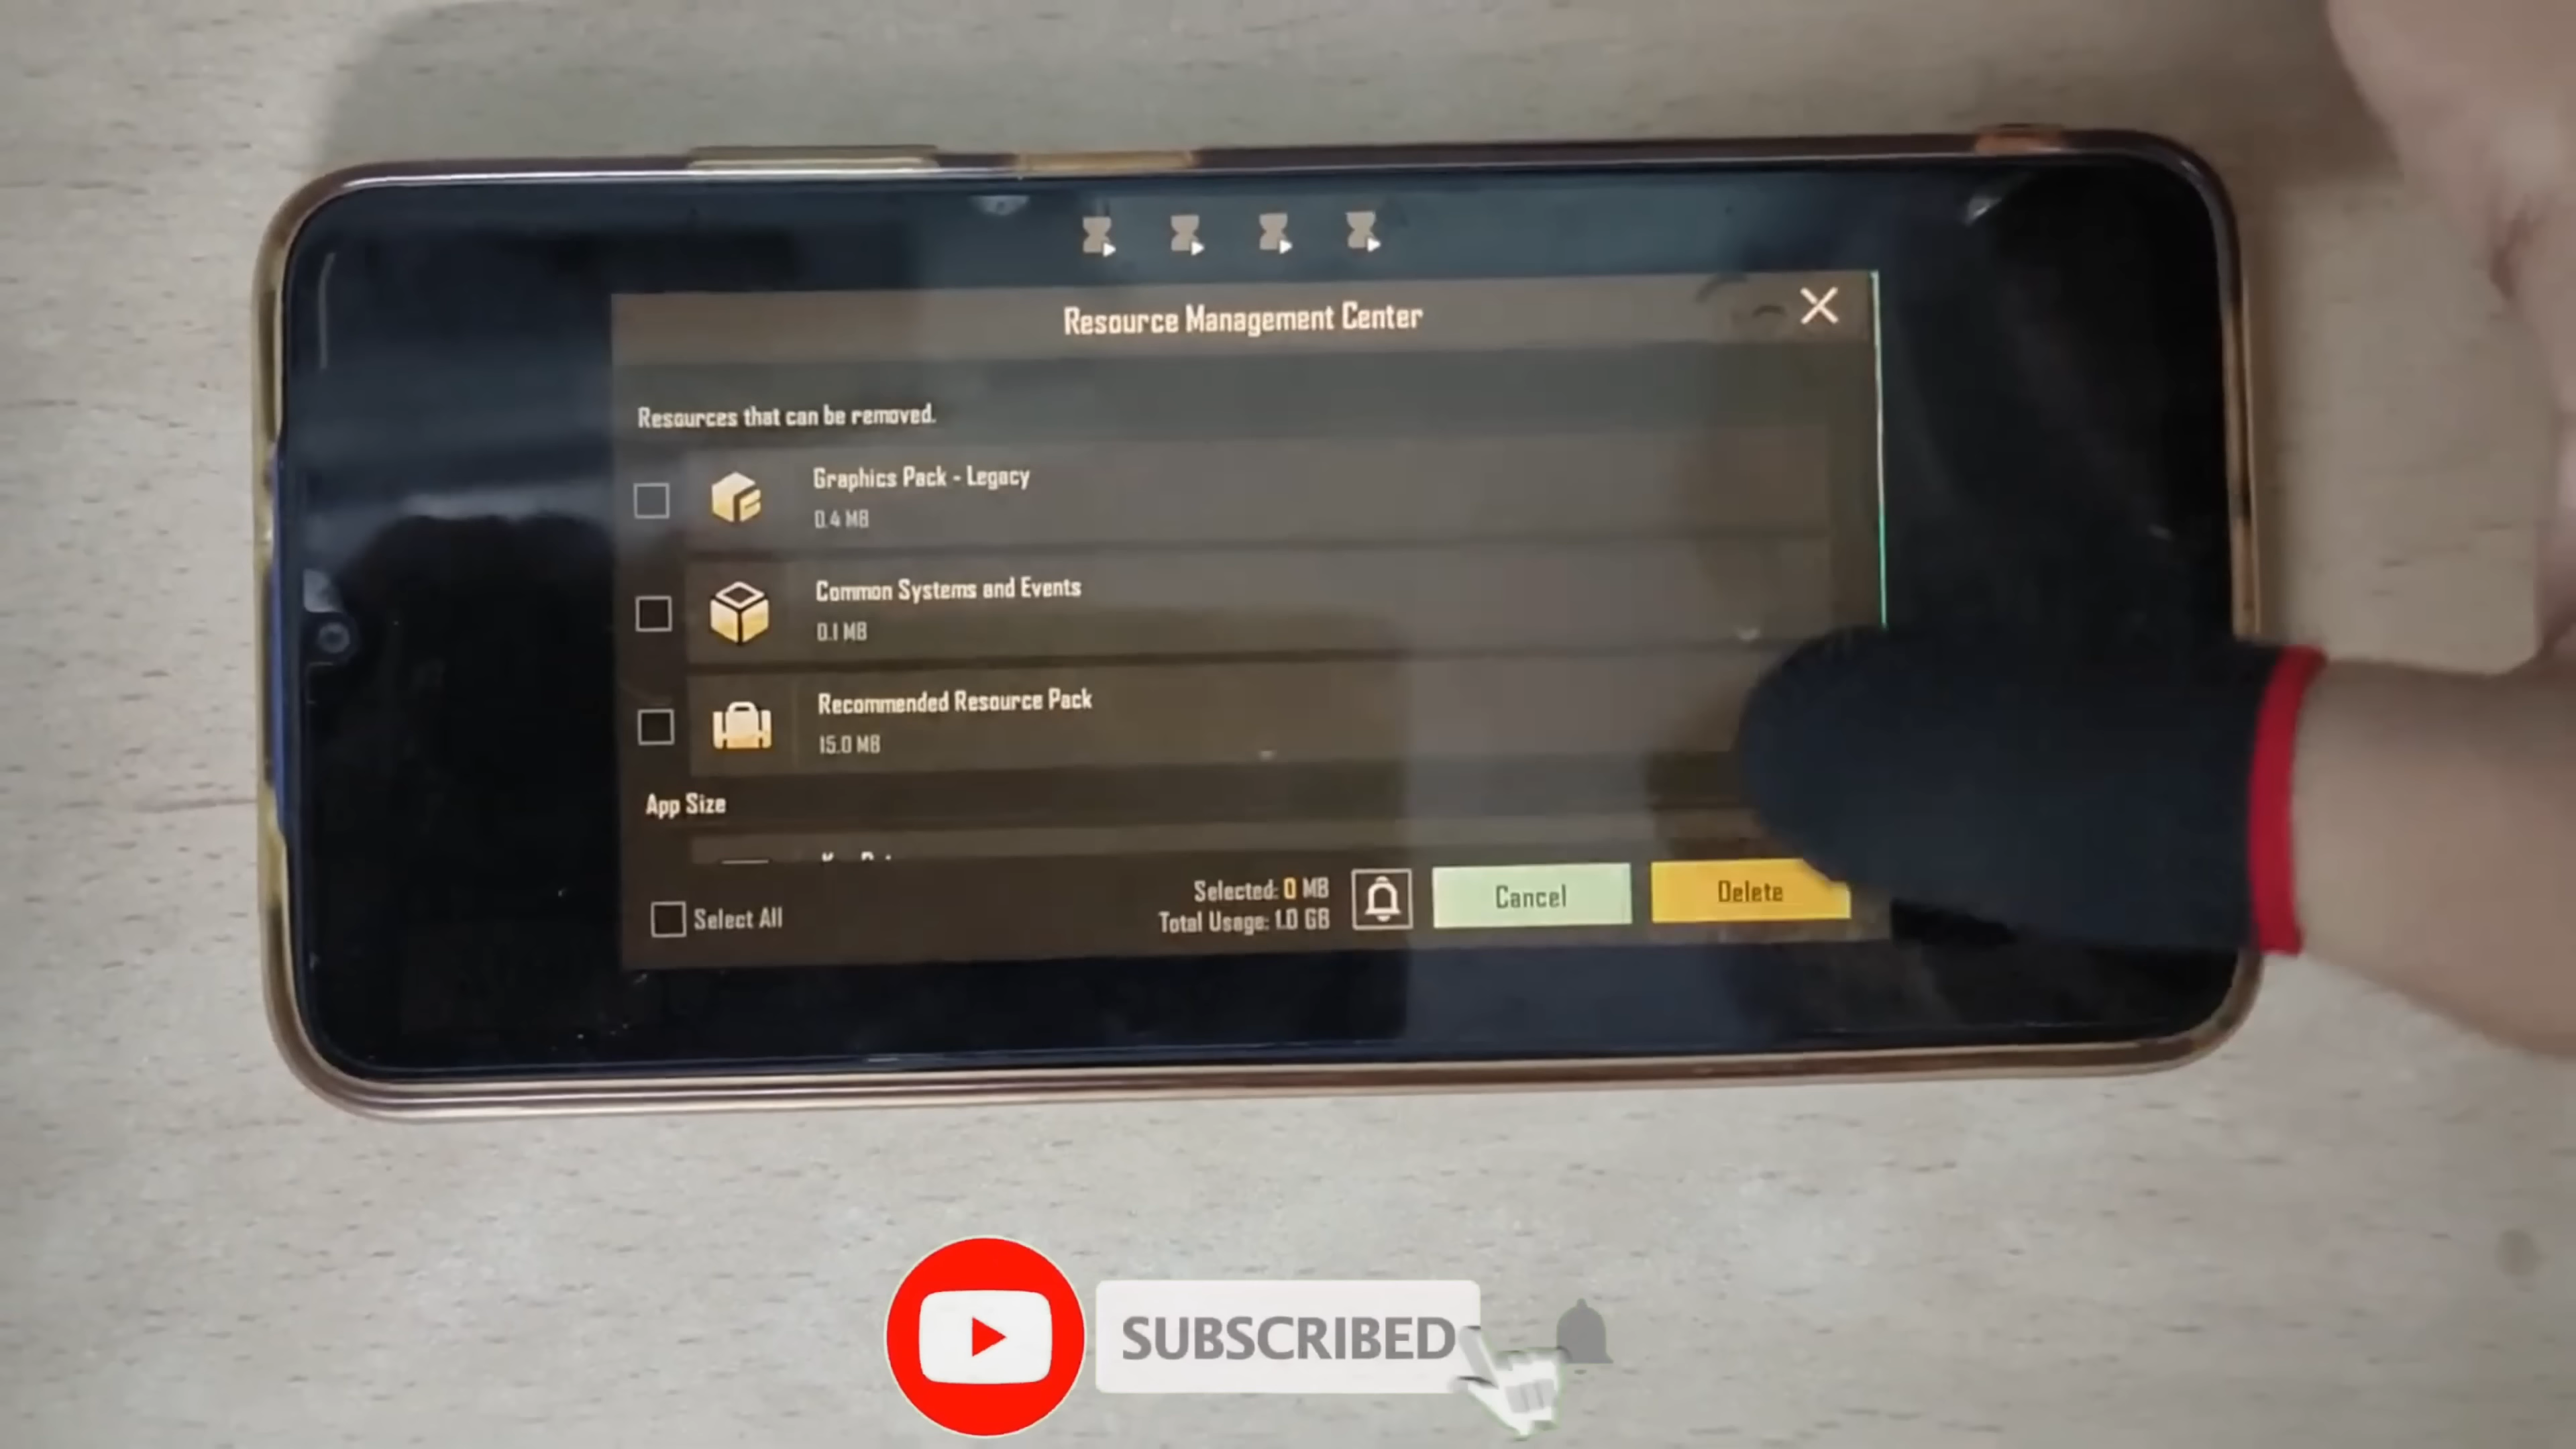 Resource Management Center
Resources that can be removed.
Graphics Pack - Legacy
0.4 MB
Common Systems and Events
0.1 MB
Recommended Resource Pack
15.0 MB
App Size
Select All
Selected: 0 MB
Total Usage: 1.0 GB
Cancel
Delete
SUBSCRIBED